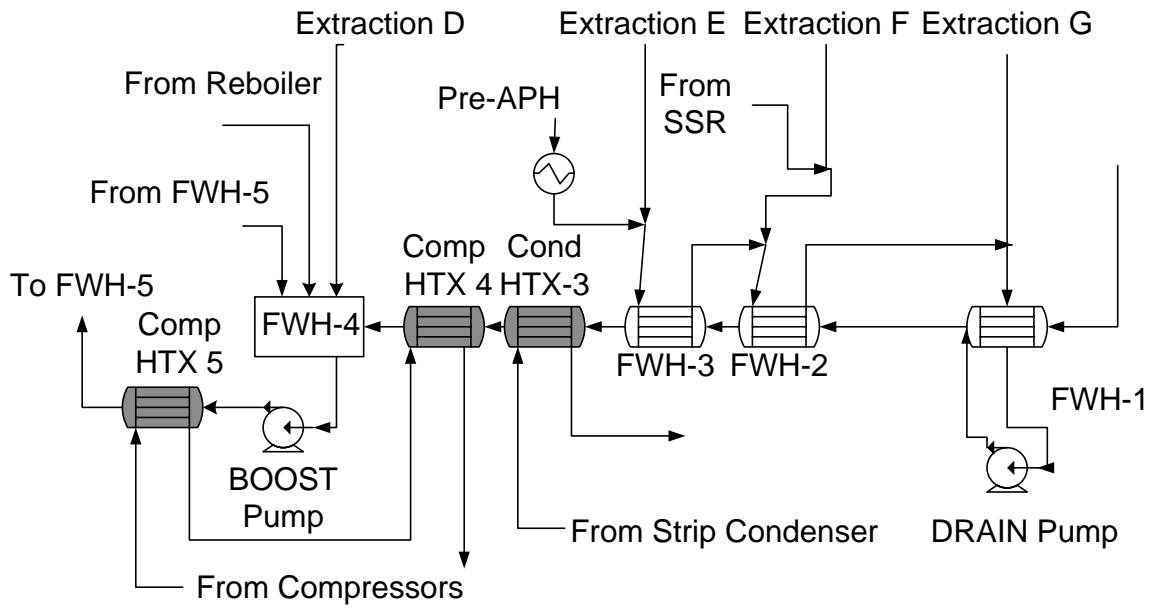 Extraction D
Extraction E
Extraction F
Extraction G
From Reboiler
Pre-APH
From
SSR
From FWH-5
Comp
HTX 4
Cond
HTX-3
To FWH-5
Comp
HTX 5
FWH-4
FWH-3
FWH-2
FWH-1
BOOST
Pump
From Strip Condenser
DRAIN Pump
From Compressors